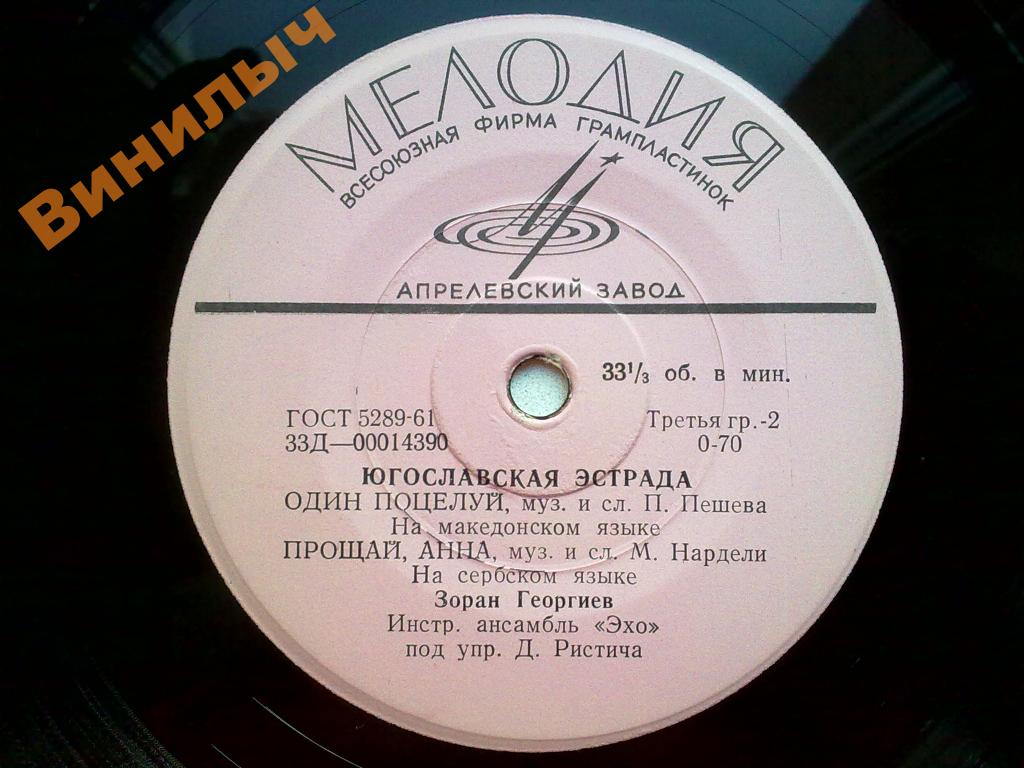 Винилыч
МЕЛОДИЯ
ВСЕСОЮЗНАЯ ФИРМА ГРАМПЛАСТИНОК
АПРЕЛЕВСКИЙ ЗАВОД
33⅓ об. в мин.
ГОСТ 5289-61 Третья гр.-2
33Д—00014390 0-70
ЮГОСЛАВСКАЯ ЭСТРАДА
ОДИН ПОЦЕЛУЙ, муз. и сл. П. Пешева
На македонском языке
ПРОЩАЙ, АННА, муз. и сл. М. Нардели
На сербском языке
Зоран Георгиев
Инстр. ансамбль «Эхо»
под упр. Д. Ристича